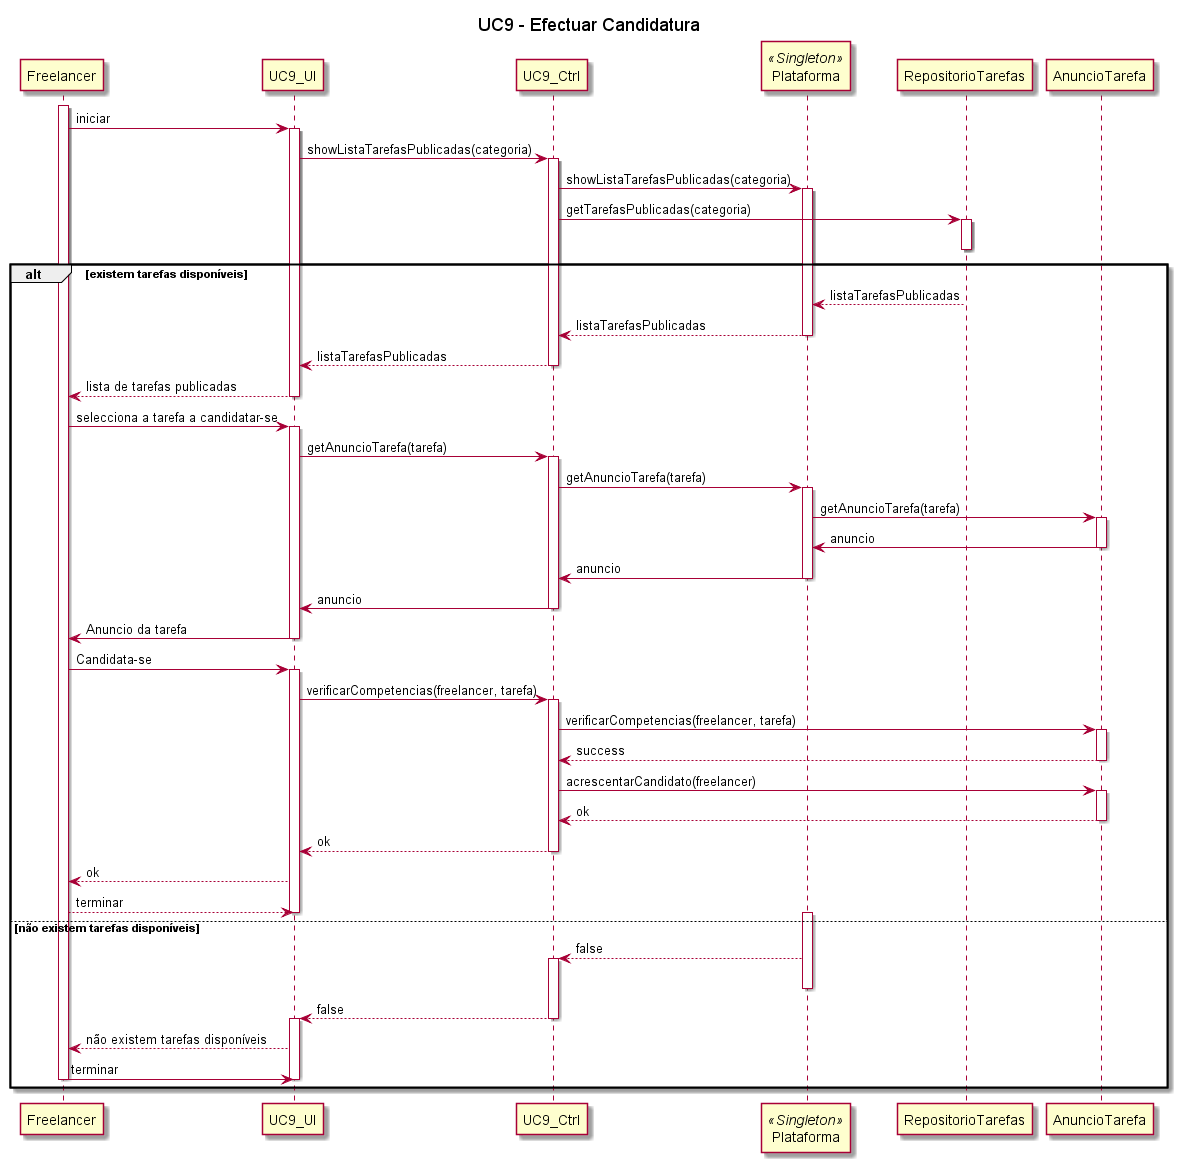 UC9 - Efectuar Candidatura
Freelancer
UC9_UI
UC9_Ctrl
«Singleton»
Plataforma
RepositorioTarefas
AnuncioTarefa
iniciar
showListaTarefasPublicadas(categoria)
showListaTarefasPublicadas(categoria)
getTarefasPublicadas(categoria)
alt
[existem tarefas disponíveis]
listaTarefasPublicadas
listaTarefasPublicadas
listaTarefasPublicadas
lista de tarefas publicadas
selecciona a tarefa a candidatar-se
getAnuncioTarefa(tarefa)
getAnuncioTarefa(tarefa)
getAnuncioTarefa(tarefa)
anuncio
anuncio
anuncio
Anuncio da tarefa
Candidata-se
verificarCompetencias(freelancer, tarefa)
verificarCompetencias(freelancer, tarefa)
success
acrescentarCandidato(freelancer)
ok
ok
ok
terminar
[não existem tarefas disponíveis]
false
false
não existem tarefas disponíveis
terminar
Freelancer
UC9_UI
UC9_Ctrl
«Singleton»
Plataforma
RepositorioTarefas
AnuncioTarefa